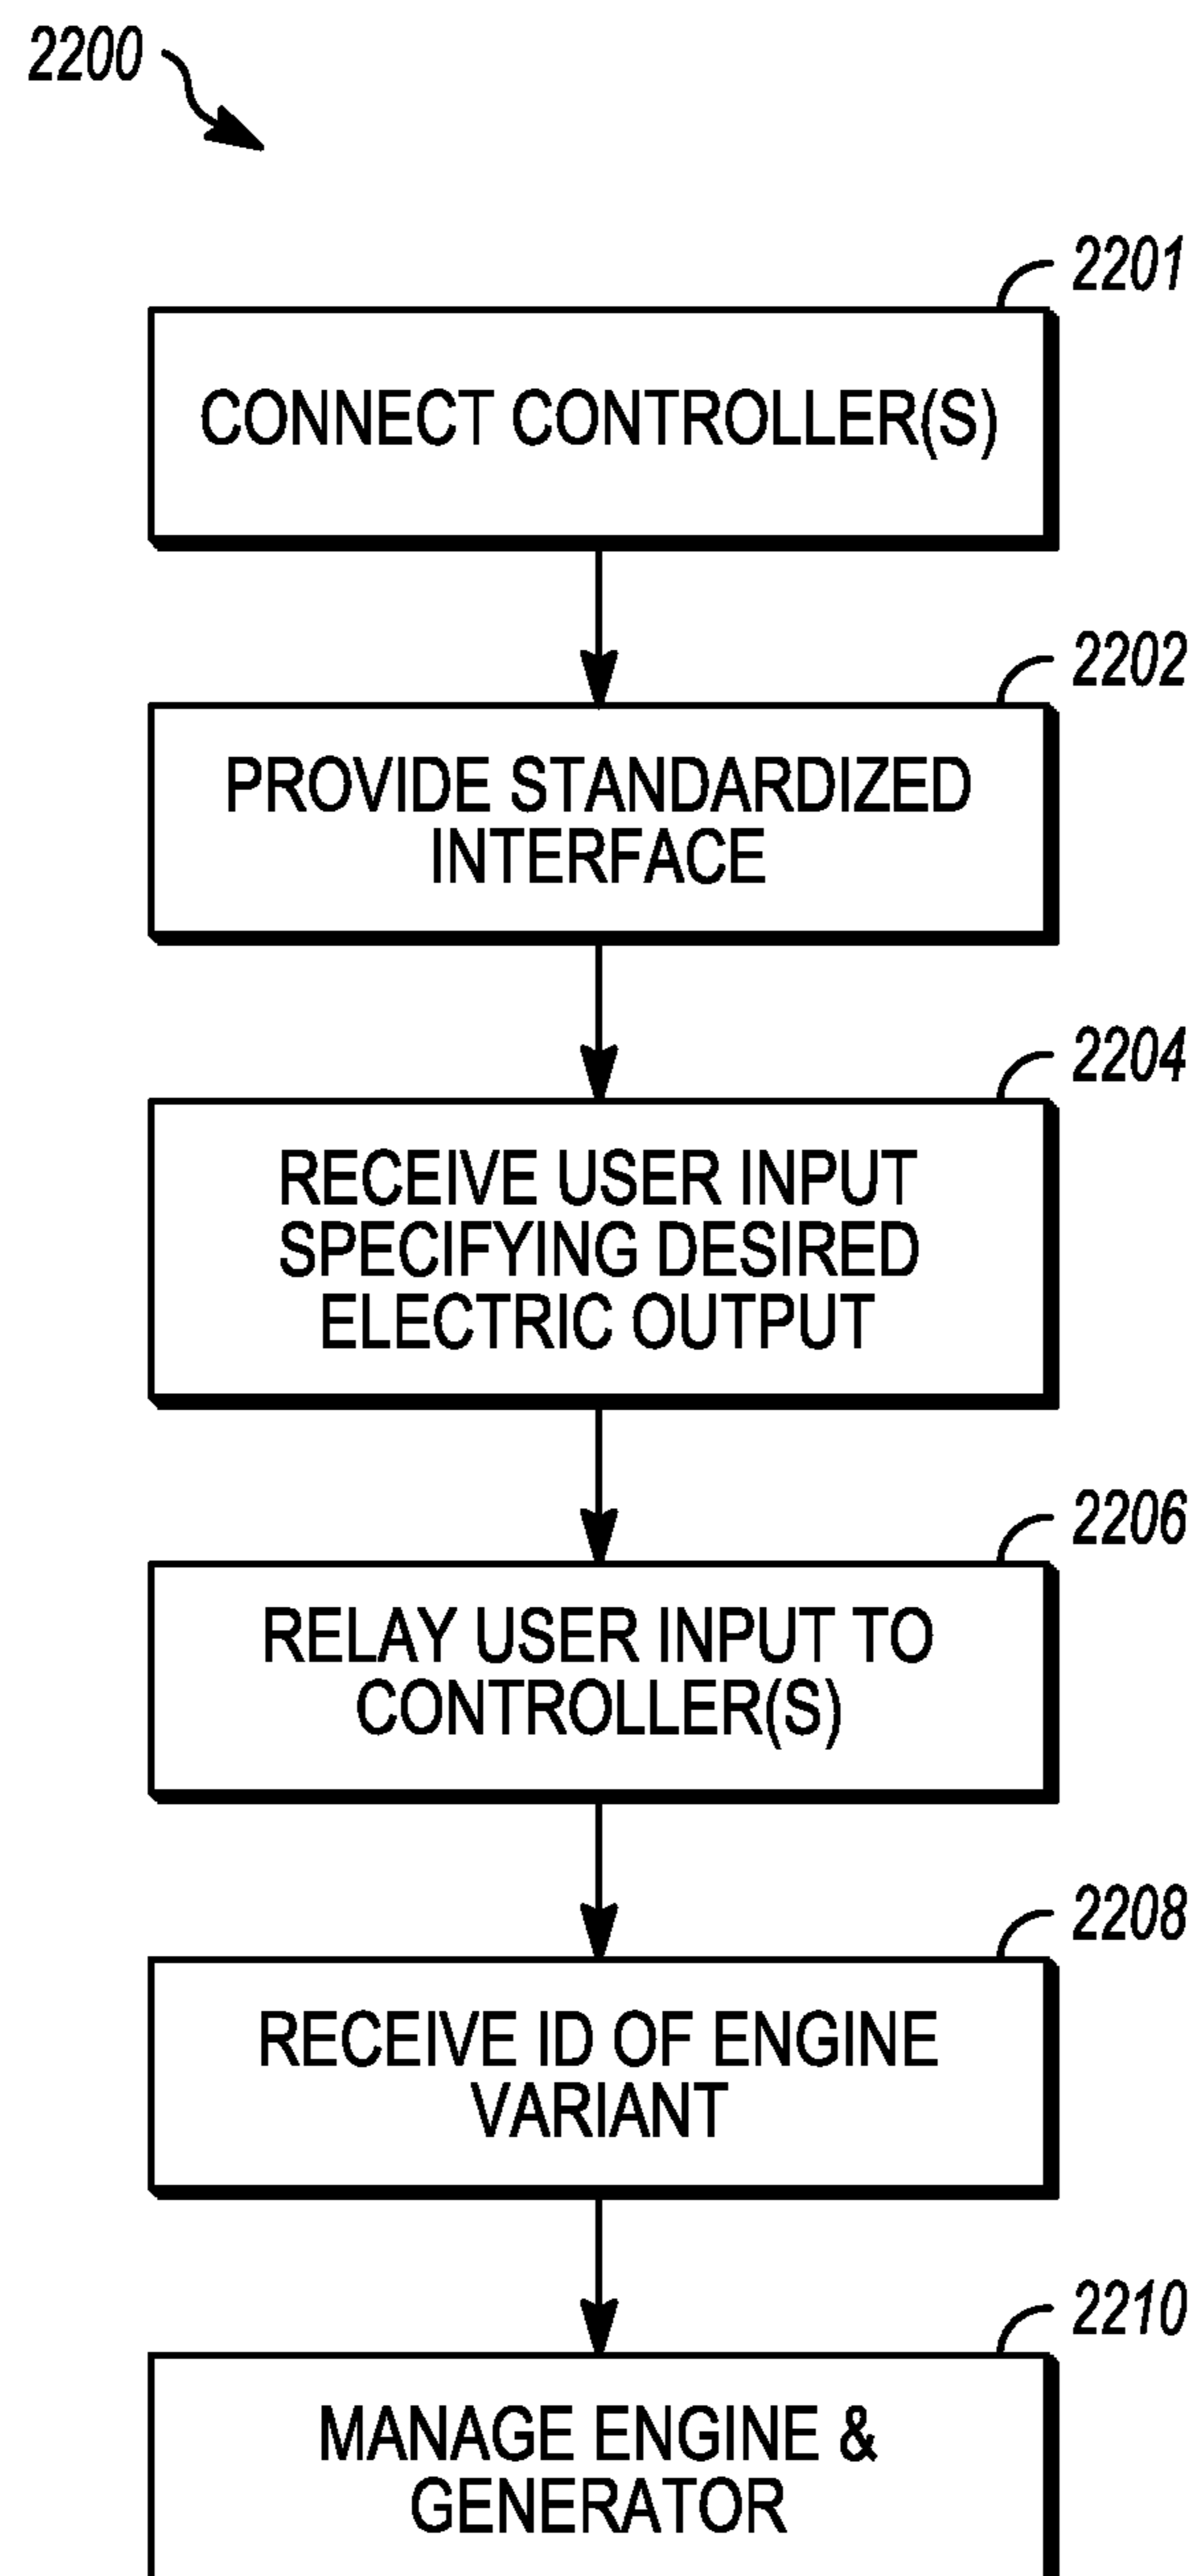 2200
2201
CONNECT CONTROLLER(S)
2202
PROVIDE STANDARDIZED
INTERFACE
2204
RECEIVE USER INPUT
SPECIFYING DESIRED
ELECTRIC OUTPUT
2206
RELAY USER INPUT TO
CONTROLLER(S)
2208
RECEIVE ID OF ENGINE
VARIANT
2210
MANAGE ENGINE &
GENERATOR